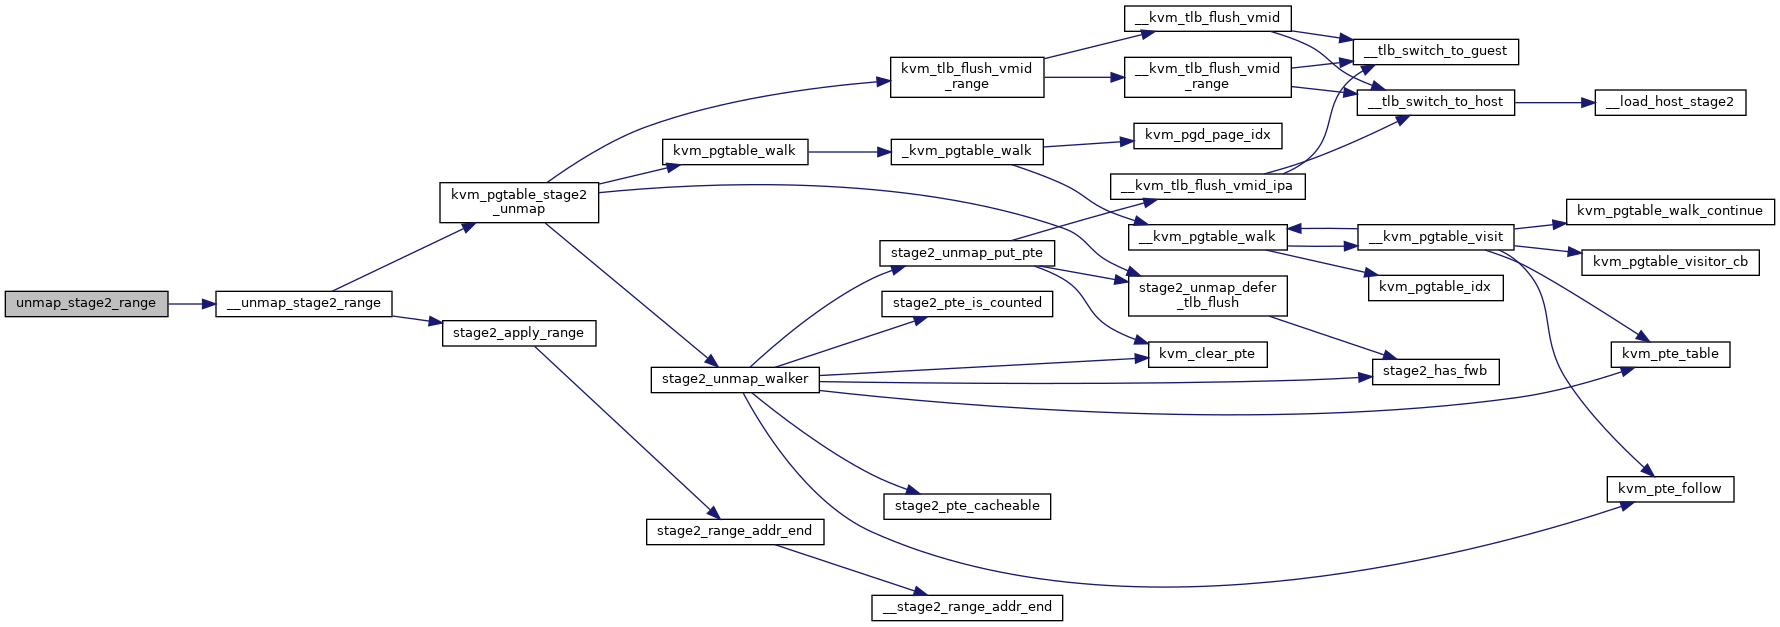 unmap_stage2_range
__unmap_stage2_range
kvm_pgtable_stage2
_unmap
stage2_apply_range
kvm_pgtable_walk
stage2_unmap_walker
stage2_range_addr_end
kvm_tlb_flush_vmid
_range
_kvm_pgtable_walk
stage2_unmap_put_pte
stage2_pte_is_counted
stage2_pte_cacheable
__stage2_range_addr_end
__kvm_tlb_flush_vmid
__kvm_tlb_flush_vmid
_range
kvm_pgd_page_idx
__kvm_tlb_flush_vmid_ipa
__kvm_pgtable_walk
stage2_unmap_defer
_tlb_flush
kvm_clear_pte
__tlb_switch_to_guest
__tlb_switch_to_host
__kvm_pgtable_visit
kvm_pgtable_idx
stage2_has_fwb
__load_host_stage2
kvm_pgtable_walk_continue
kvm_pgtable_visitor_cb
kvm_pte_table
kvm_pte_follow